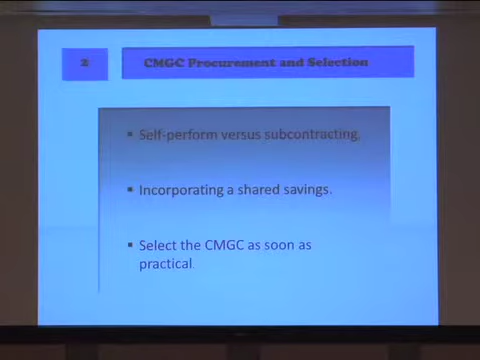 2
CMGC Procurement and Selection
▪ Self-perform versus subcontracting.
▪ Incorporating a shared savings.
▪ Select the CMGC as soon as
practical.